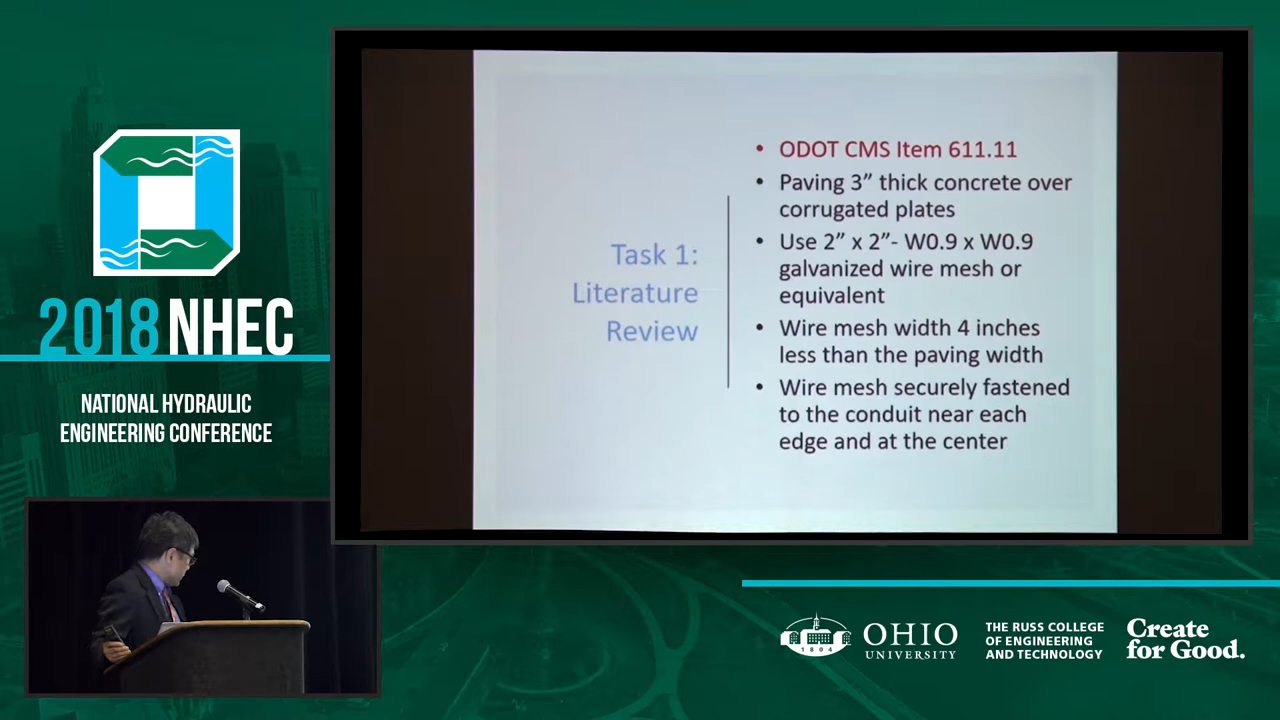 2018 NHEC
NATIONAL HYDRAULIC
ENGINEERING CONFERENCE
Task 1:
Literature
Review
• ODOT CMS Item 611.11
• Paving 3” thick concrete over
corrugated plates
• Use 2” x 2”- W0.9 x W0.9
galvanized wire mesh or
equivalent
• Wire mesh width 4 inches
less than the paving width
• Wire mesh securely fastened
to the conduit near each
edge and at the center
1804
OHIO
UNIVERSITY
THE RUSS COLLEGE
OF ENGINEERING
AND TECHNOLOGY
Create
for Good.